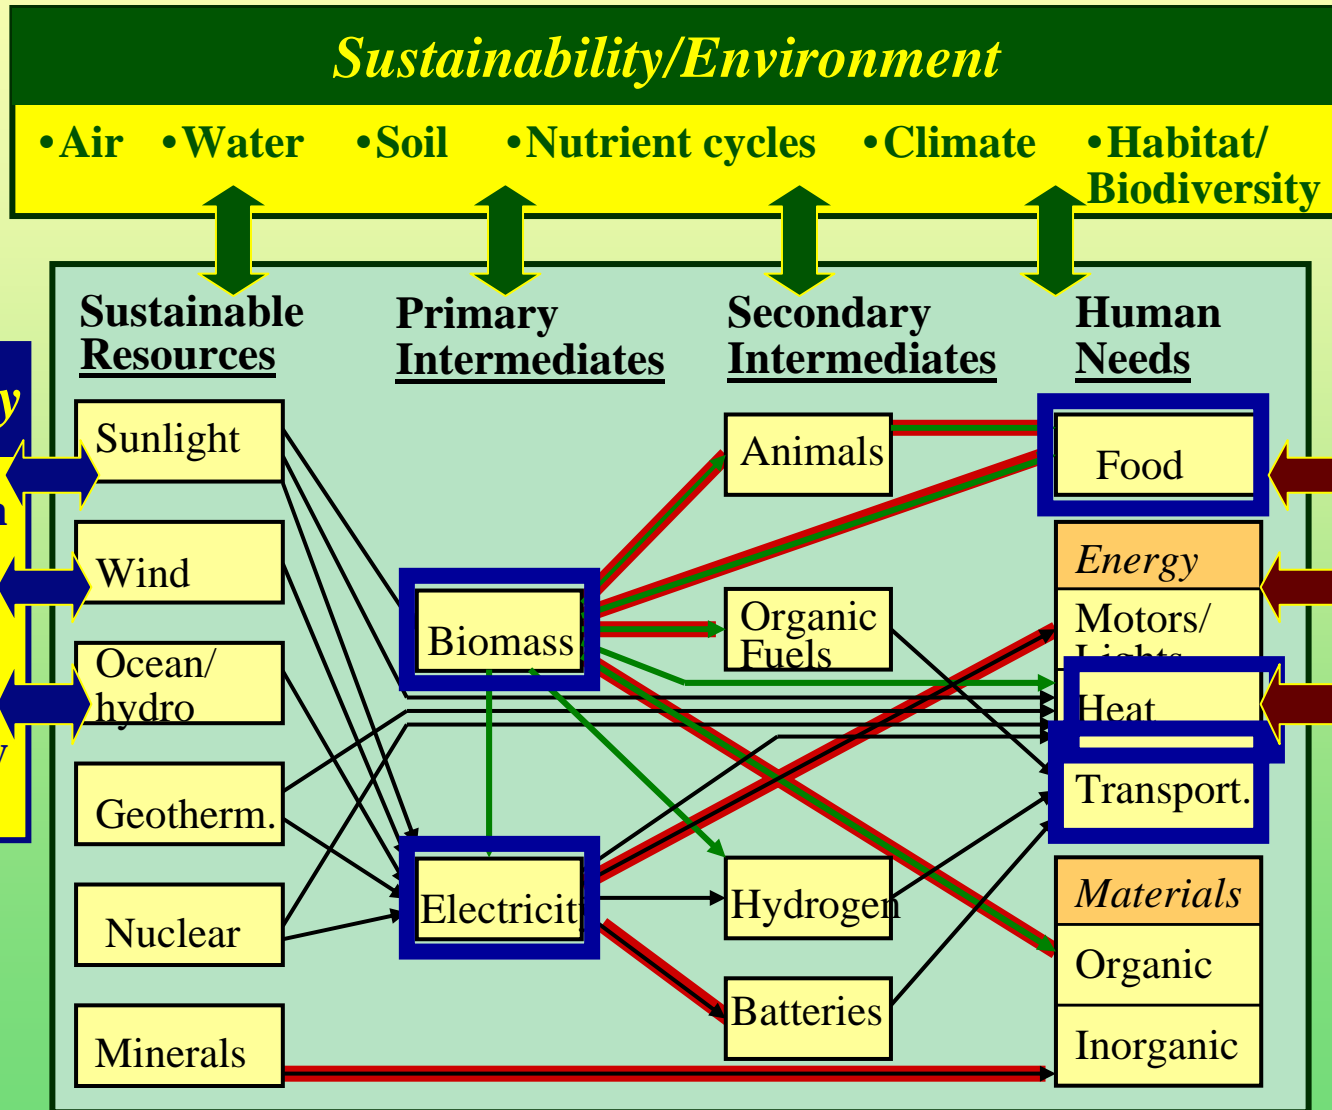 Sustainability/Environment
•Air •Water •Soil •Nutrient cycles •Climate •Habitat/
Biodiversity
Sustainable
Resources
Primary
Intermediates
Secondary
Intermediates
Human
Needs
y
n
y
Sunlight
Wind
Ocean/
hydro
Geotherm.
Nuclear
Minerals
Biomass
Electricit
Animals
Organic
Fuels
Hydrogen
Batteries
Food
Energy
Motors/
Lights
Heat
Transport.
Materials
Organic
Inorganic